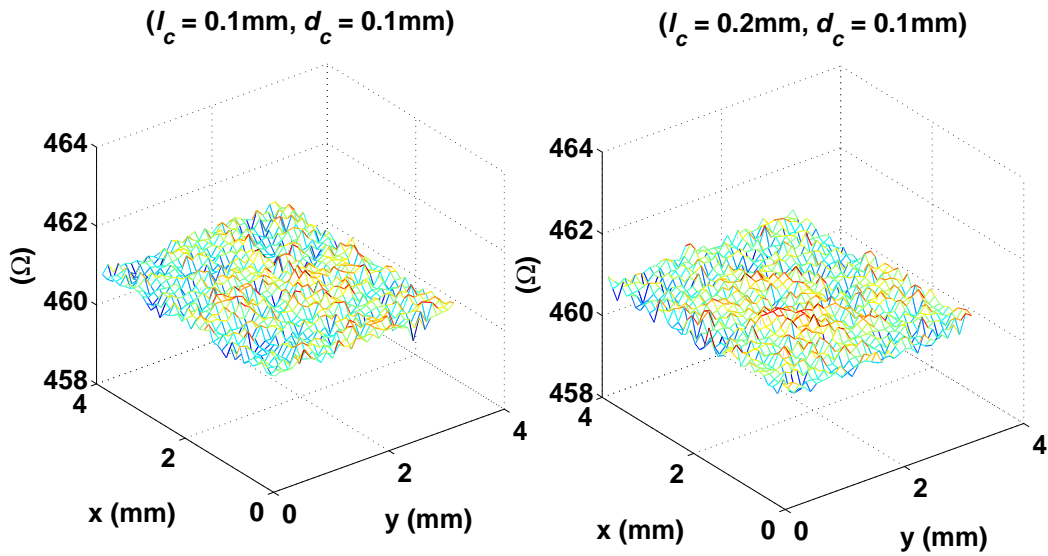 (l_c = 0.1mm, d_c = 0.1mm)
464
462
460
458
(Ω)
4
2
0
x (mm)
0
2
4
y (mm)
(l_c = 0.2mm, d_c = 0.1mm)
464
462
460
458
(Ω)
4
2
0
x (mm)
0
2
4
y (mm)